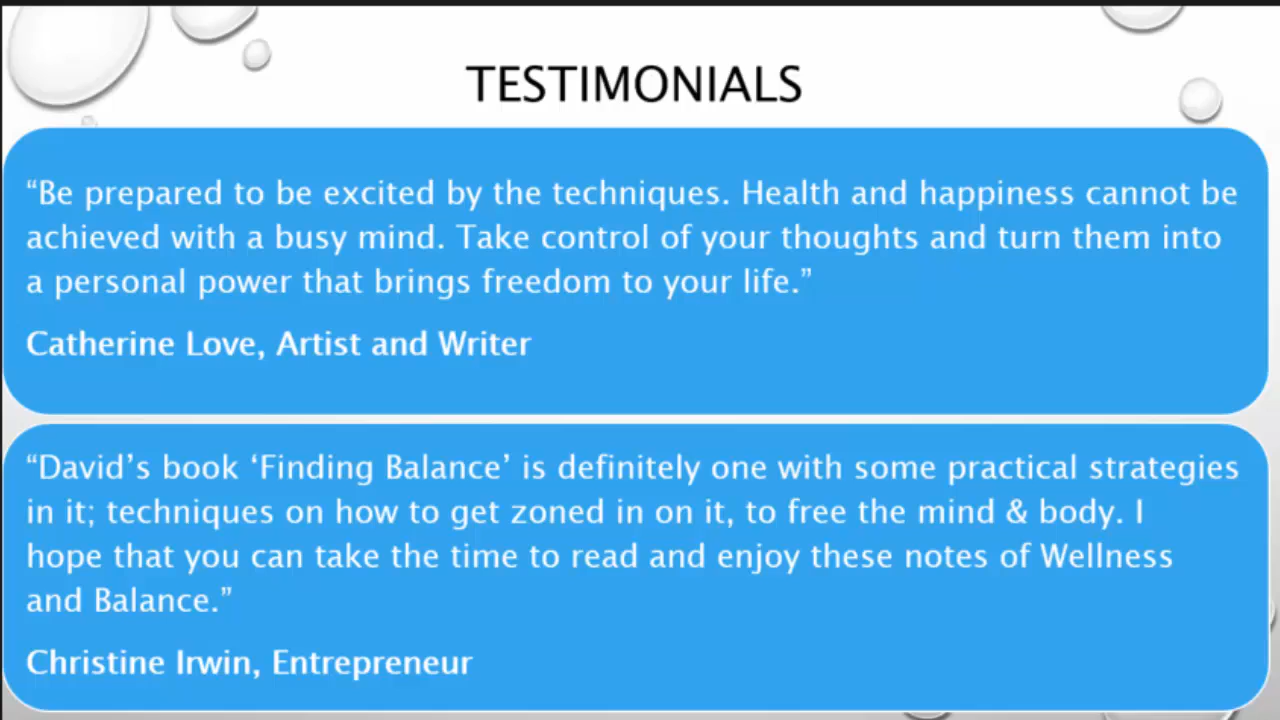 TESTIMONIALS
“Be prepared to be excited by the techniques. Health and happiness cannot be
achieved with a busy mind. Take control of your thoughts and turn them into
a personal power that brings freedom to your life.”
Catherine Love, Artist and Writer
“David’s book ‘Finding Balance’ is definitely one with some practical strategies
in it; techniques on how to get zoned in on it, to free the mind & body. I
hope that you can take the time to read and enjoy these notes of Wellness
and Balance.”
Christine Irwin, Entrepreneur